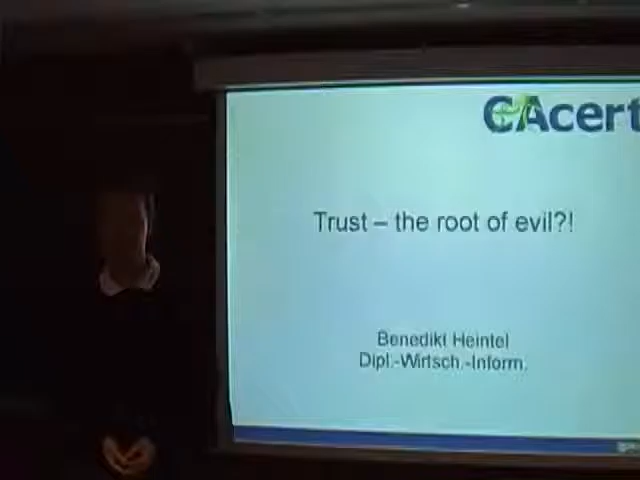 CAcert
Trust – the root of evil?!
Benedikt Heintel
Dipl.-Wirtsch.-Inform.